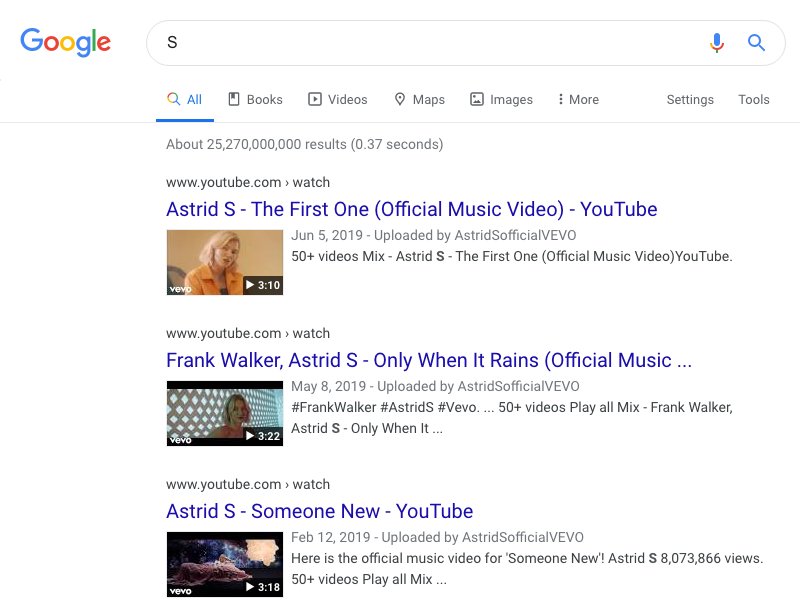 Google
S
All
Books
Videos
Maps
Images
More
Settings
Tools
About 25,270,000,000 results (0.37 seconds)
www.youtube.com › watch
Astrid S - The First One (Official Music Video) - YouTube
Jun 5, 2019 - Uploaded by AstridSofficialVEVO
50+ videos Mix - Astrid S - The First One (Official Music Video)YouTube.
vevo
3:10
www.youtube.com › watch
Frank Walker, Astrid S - Only When It Rains (Official Music ...
May 8, 2019 - Uploaded by AstridSofficialVEVO
#FrankWalker #AstridS #Vevo. ... 50+ videos Play all Mix - Frank Walker,
Astrid S - Only When It ...
vevo
3:22
www.youtube.com › watch
Astrid S - Someone New - YouTube
Feb 12, 2019 - Uploaded by AstridSofficialVEVO
Here is the official music video for 'Someone New'! Astrid S 8,073,866 views.
50+ videos Play all Mix ...
vevo
3:18